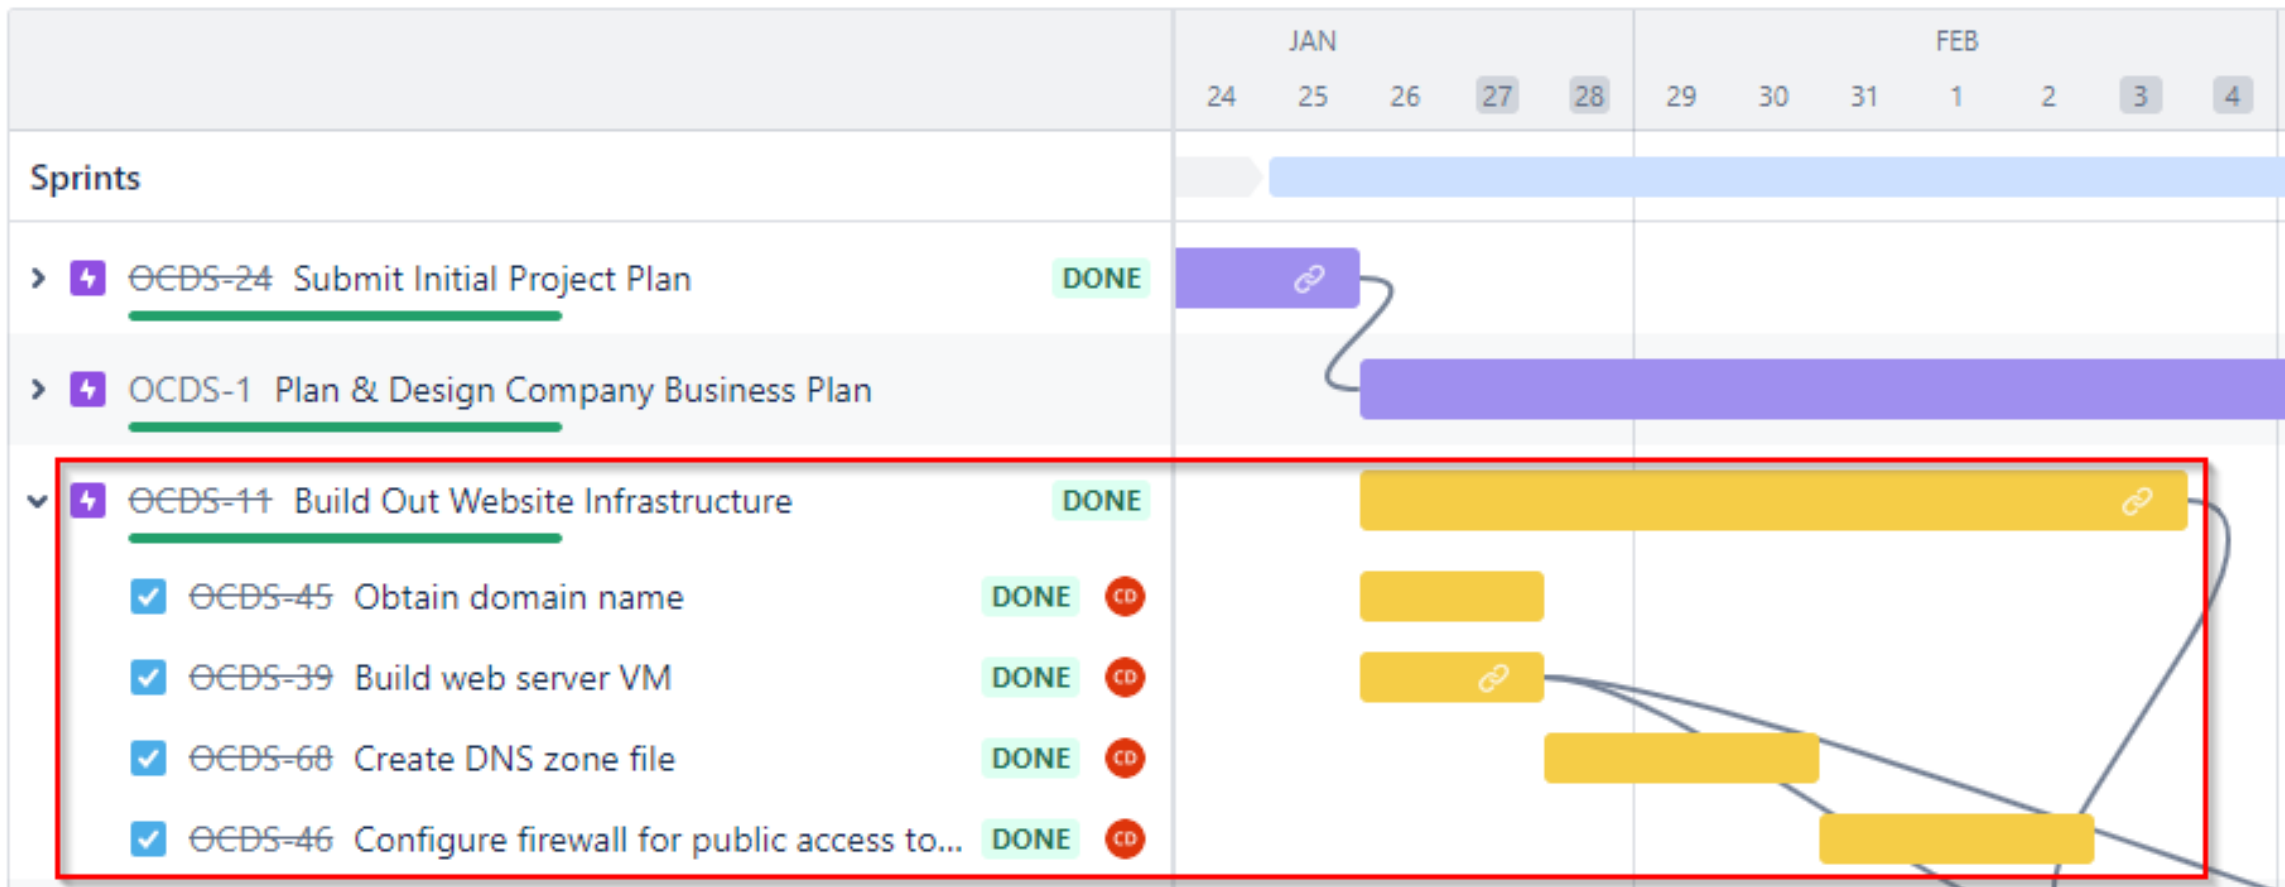 JAN FEB
24 25 26 27 28 29 30 31 1 2 3 4
Sprints
OCDS-24 Submit Initial Project Plan DONE
OCDS-1 Plan & Design Company Business Plan
OCDS-11 Build Out Website Infrastructure DONE
OCDS-45 Obtain domain name DONE CD
OCDS-39 Build web server VM DONE CD
OCDS-68 Create DNS zone file DONE CD
OCDS-46 Configure firewall for public access to... DONE CD